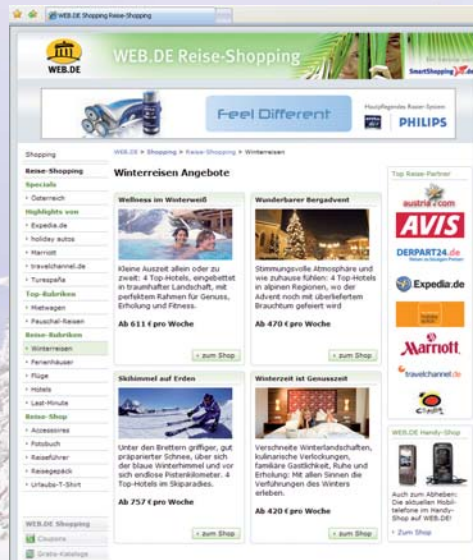 WEB.DE Shopping Reise-Shopping
WEB.DE
WEB.DE Reise-Shopping
SmartShopping
Feel Different
Hautpflegendes Rasier-System
NIVEA
PHILIPS
Shopping
Reise-Shopping
Specials
Österreich
Highlights von
Expedia.de
holiday autos
Marriott
travelchannel.de
Turespaña
Top-Rubriken
Mietwagen
Pauschal-Reisen
Reise-Rubriken
Winterreisen
Ferienhäuser
Flüge
Hotels
Last-Minute
Reise-Shop
Accessoires
Fotobuch
Reiseführer
Reisegepäck
Urlaubs-T-Shirt
WEB.DE Shopping
Coupons
Gratis-Kataloge
WEB.DE > Shopping > Reise-Shopping > Winterreisen
Winterreisen Angebote
Wellness im Winterweiß
Kleine Auszeit allein oder zu
zweit: 4 Top-Hotels, eingebettet
in traumhafter Landschaft, mit
perfektem Rahmen für Genuss,
Erholung und Fitness.
Ab 611 € pro Woche
› zum Shop
Wunderbarer Bergadvent
Stimmungsvolle Atmosphäre und
wie zuhause fühlen: 4 Top-Hotels
in alpinen Regionen, wo der
Advent noch mit überliefertem
Brauchtum gefeiert wird
Ab 470 € pro Woche
› zum Shop
Skihimmel auf Erden
Unter den Brettern griffiger, gut
präparierter Schnee, über sich
der blaue Winterhimmel und vor
sich endlose Pistenkilometer. 4
Top-Hotels im Skiparadies.
Ab 757 € pro Woche
› zum Shop
Winterzeit ist Genusszeit
Verschneite Winterlandschaften,
kulinarische Verlockungen,
familiäre Gastlichkeit, Ruhe und
Erholung: Mit allen Sinnen die
Verführungen des Winters
erleben.
Ab 420 € pro Woche
› zum Shop
Top Reise-Partner
austria.com
AVIS
DERPART24.de
Expedia.de
holiday autos
Marriott
travelchannel.de
WEB.DE Handy-Shop
Auch zum Abheben:
Die aktuellen Mobil-
telefone im Handy-
Shop auf WEB.DE!
› Zum Shop